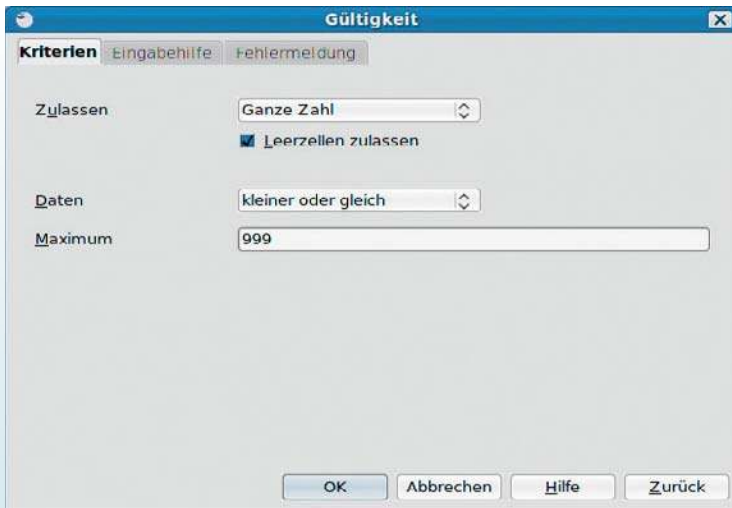 Gültigkeit
Kriterien Eingabehilfe Fehlermeldung
Zulassen Ganze Zahl
Leerzellen zulassen
Daten kleiner oder gleich
Maximum 999
OK Abbrechen Hilfe Zurück